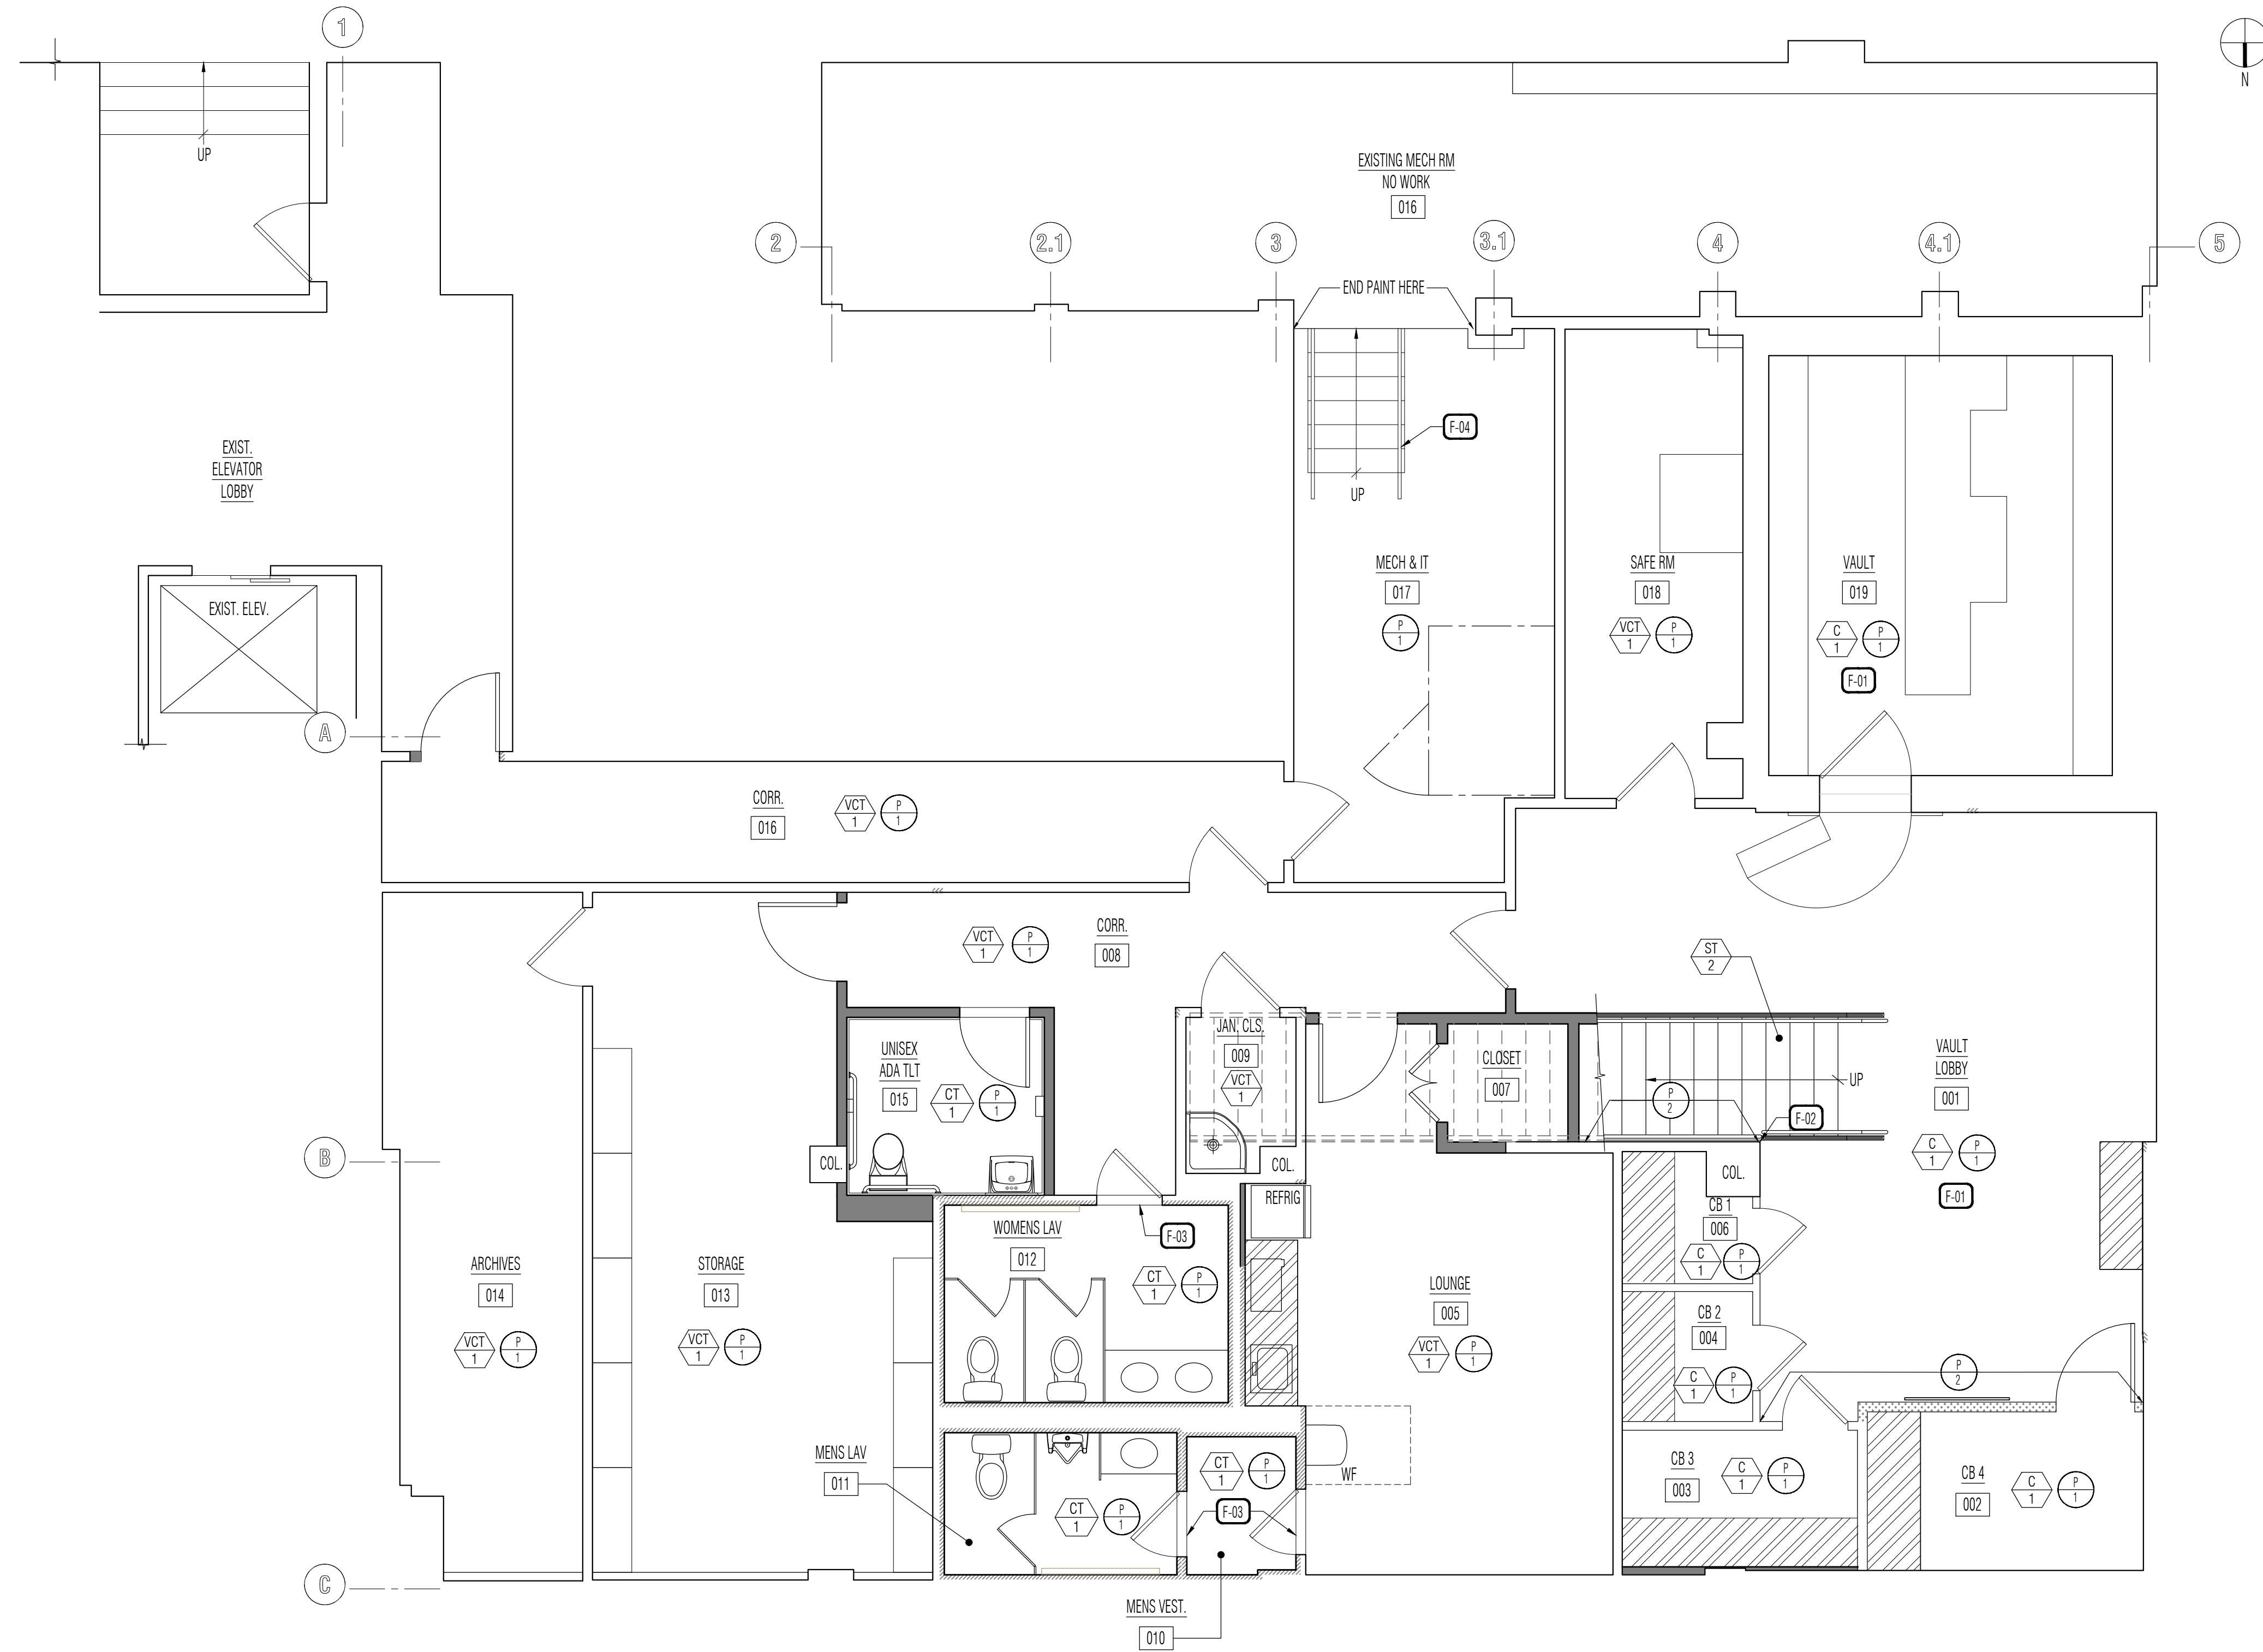 1
N
UP
EXISTING MECH RM
NO WORK
016
2
2.1
3
3.1
4
4.1
5
END PAINT HERE
F-04
UP
EXIST.
ELEVATOR
LOBBY
EXIST. ELEV.
MECH & IT
017
P
1
SAFE RM
018
VCT
1
P
1
VAULT
019
C
1
P
1
F-01
A
CORR.
016
VCT
1
P
1
CORR.
008
VCT
1
P
1
ST
2
JAN. CLS.
009
VCT
1
CLOSET
007
UNISEX
ADA TLT
015
CT
1
P
1
VAULT
LOBBY
001
UP
P
2
F-02
C
1
P
1
F-01
B
COL.
COL.
COL.
REFRIG
CB 1
006
C
1
P
1
WOMENS LAV
012
F-03
CT
1
P
1
ARCHIVES
014
VCT
1
P
1
STORAGE
013
VCT
1
P
1
LOUNGE
005
VCT
1
P
1
CB 2
004
C
1
P
1
P
2
MENS LAV
011
CT
1
P
1
CT
1
P
1
F-03
WF
CB 3
003
C
1
P
1
CB 4
002
C
1
P
1
C
MENS VEST.
010